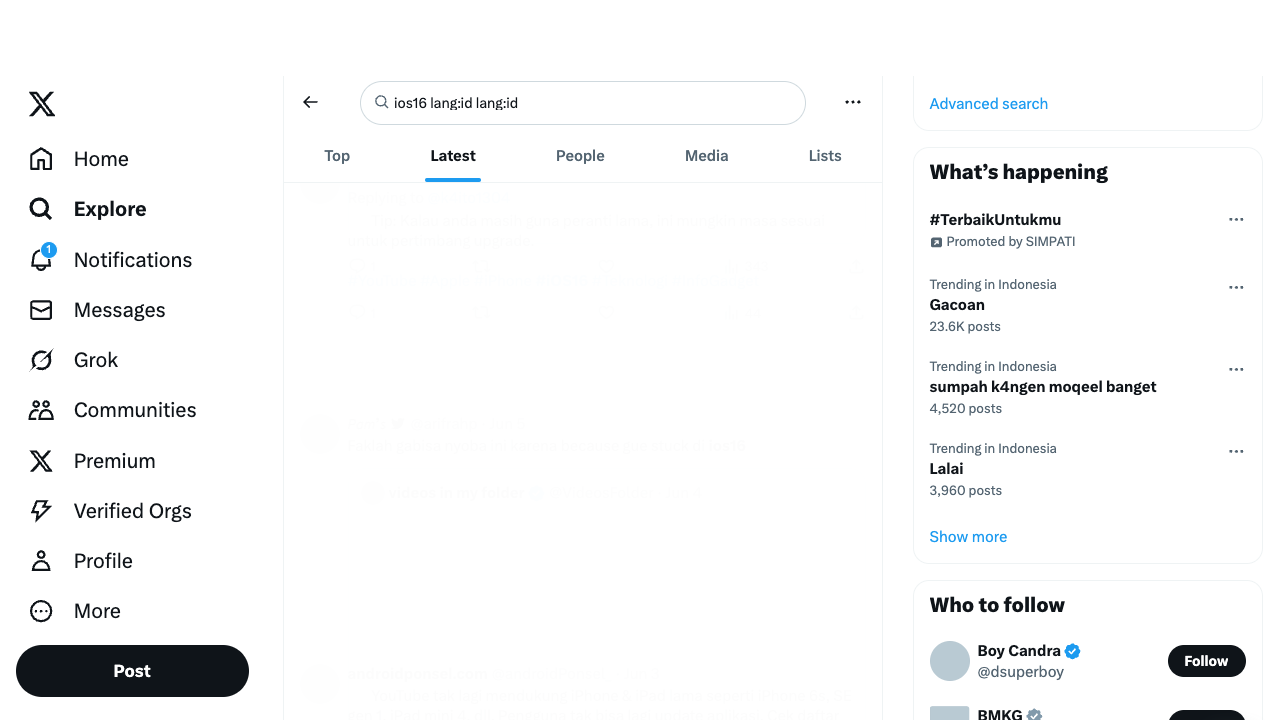 ios16 lang:id lang:id
Top
Latest
People
Media
Lists
Home
Explore
1
Notifications
Messages
Grok
Communities
Premium
Verified Orgs
Profile
More
Post
Advanced search
What’s happening
#TerbaikUntukmu
Promoted by SIMPATI
Trending in Indonesia
Gacoan
23.6K posts
Trending in Indonesia
sumpah k4ngen moqeel banget
4,520 posts
Trending in Indonesia
Lalai
3,960 posts
Show more
Who to follow
Boy Candra
@dsuperboy
Follow
BMKG